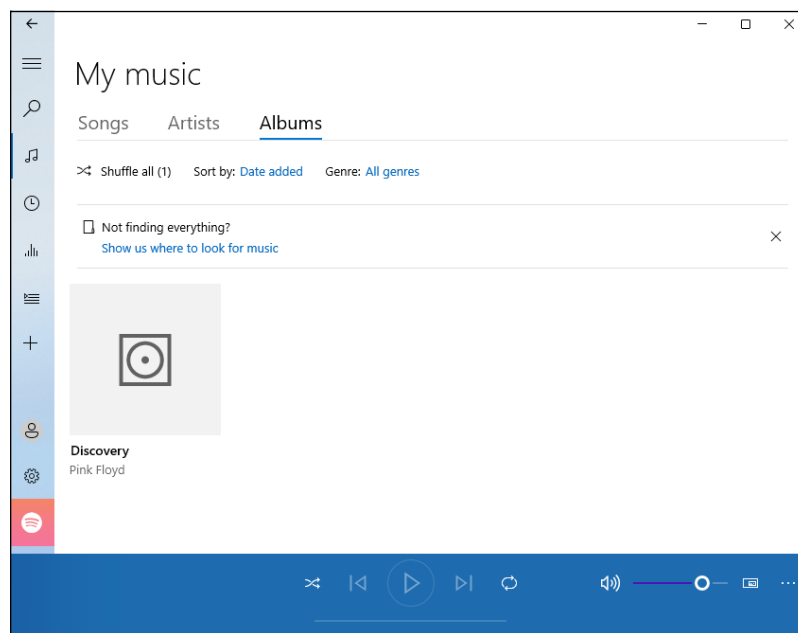 My music
Songs Artists Albums
Shuffle all (1) Sort by: Date added Genre: All genres
Not finding everything?
Show us where to look for music
Discovery
Pink Floyd